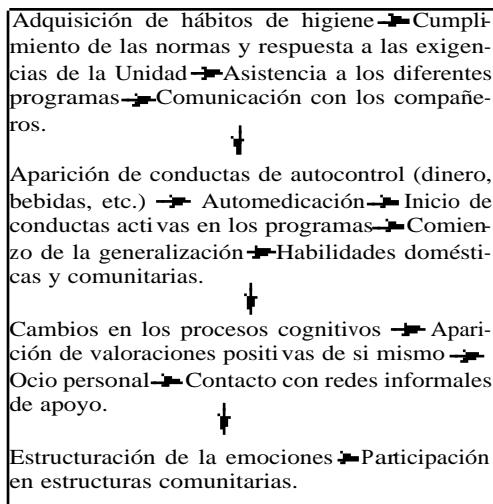 Adquisición de hábitos de higiene Cumpli-
miento de las normas y respuesta a las exigen-
cias de la Unidad Asistencia a los diferentes
programas Comunicación con los compañe-
ros.
Aparición de conductas de autocontrol (dinero,
bebidas, etc.) Automedicación Inicio de
conductas activas en los programas Comien-
zo de la generalización Habilidades domésti-
cas y comunitarias.
Cambios en los procesos cognitivos Apari-
ción de valoraciones positivas de si mismo
Ocio personal Contacto con redes informales
de apoyo.
Estructuración de la emociones Participación
en estructuras comunitarias.